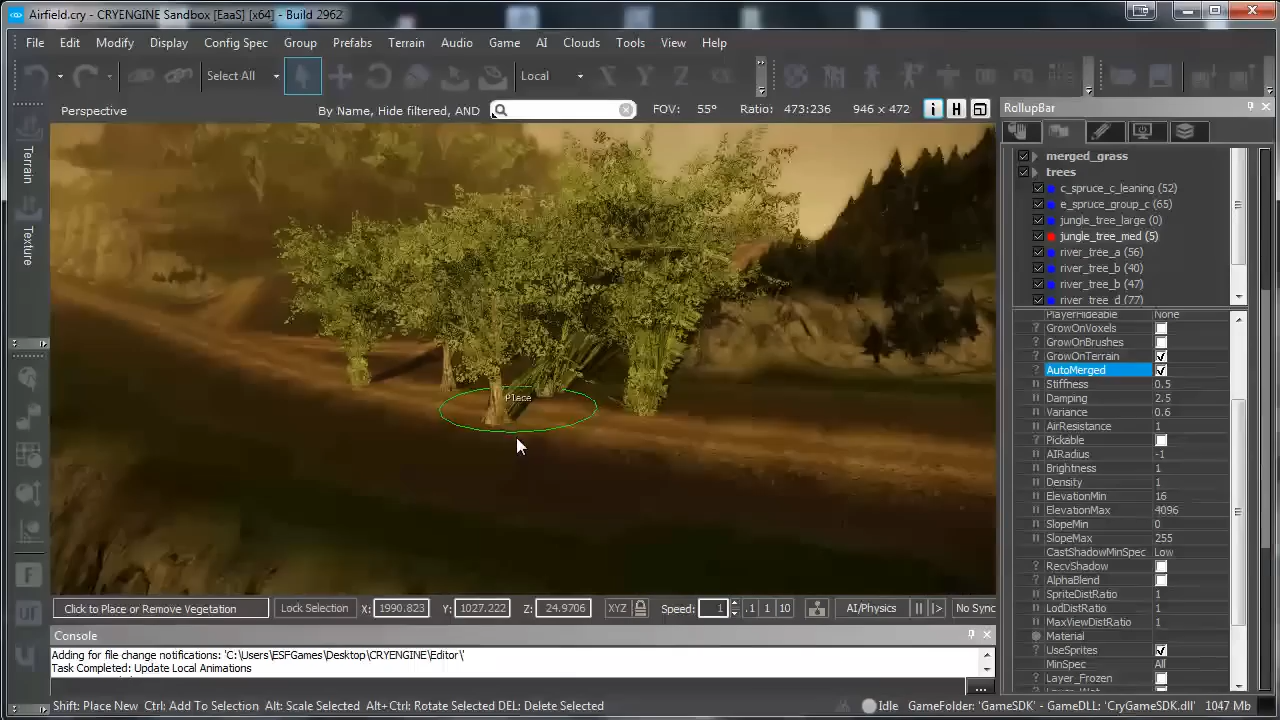 Airfield.cry - CRYENGINE Sandbox [EaaS] [x64] - Build 2962
File Edit Modify Display Config Spec Group Prefabs Terrain Audio Game AI Clouds Tools View Help
Select All Local X Y Z
Perspective By Name, Hide filtered, AND FOV: 55° Ratio: 473:236 946 x 472 i H
RollupBar
Terrain
Texture
merged_grass
trees
c_spruce_c_leaning (52)
e_spruce_group_c (65)
jungle_tree_large (0)
jungle_tree_med (5)
river_tree_a (56)
river_tree_b (40)
river_tree_b (47)
river_tree_d (77)
PlayerHideable None
GrowOnVoxels
GrowOnBrushes
GrowOnTerrain
AutoMerged
Stiffness 0.5
Damping 2.5
Variance 0.6
AirResistance 1
Pickable
AIRadius -1
Brightness 1
Density 1
ElevationMin 16
ElevationMax 4096
SlopeMin 0
SlopeMax 255
CastShadowMinSpec Low
RecvShadow
AlphaBlend
SpriteDistRatio 1
LodDistRatio 1
MaxViewDistRatio 1
Material
UseSprites
MinSpec All
Layer_Frozen
Place
Click to Place or Remove Vegetation Lock Selection X: 1990.823 Y: 1027.222 Z: 24.9706 XYZ Speed: 1 .1 1 10 AI/Physics No Sync
Console
Adding for file change notifications: 'C:\Users\ESFGames\Desktop\CRYENGINE\Editor\'
Task Completed: Update Local Animations
...
Shift: Place New Ctrl: Add To Selection Alt: Scale Selected Alt+Ctrl: Rotate Selected DEL: Delete Selected Idle GameFolder: 'GameSDK' - GameDLL: 'CryGameSDK.dll' 1047 Mb